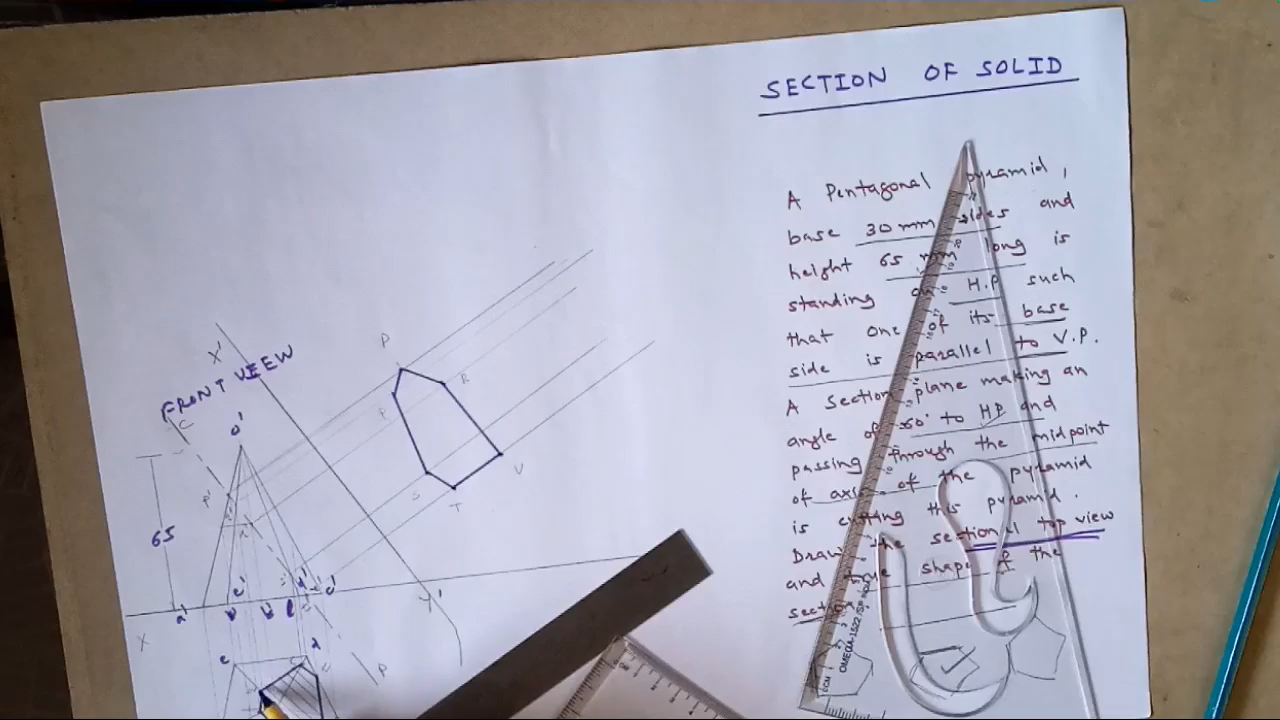 SECTION OF SOLID
A Pentagonal pyramid,
base 30 mm sides and
height 65 mm long is
standing on H.P such
that one of its base
side is parallel to V.P.
A Section plane making an
angle of to HP and
passing through the midpoint
of axis of the pyramid
is cutting this pyramid.
Draw the sectional top view
and true shape of the
section
FRONT VIEW
X'
O'
65
P
R
S
T
V
X
Y'